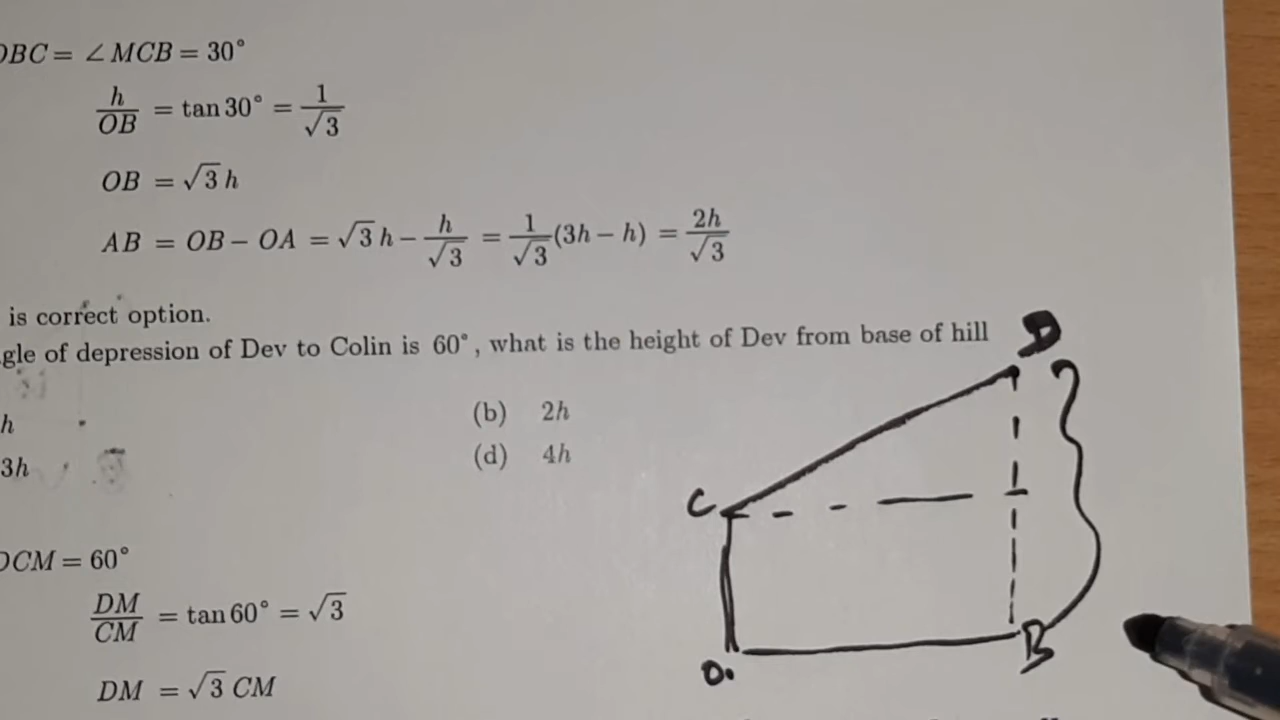 OBC = ∠MCB = 30°
h/OB = tan 30° = 1/√3
OB = √3 h
AB = OB − OA = √3 h − h/√3 = 1/√3 (3h − h) = 2h/√3
is correct option.
gle of depression of Dev to Colin is 60°, what is the height of Dev from base of hill
h (b) 2h
3h (d) 4h
DCM = 60°
DM/CM = tan 60° = √3
DM = √3 CM
D
C
B
O